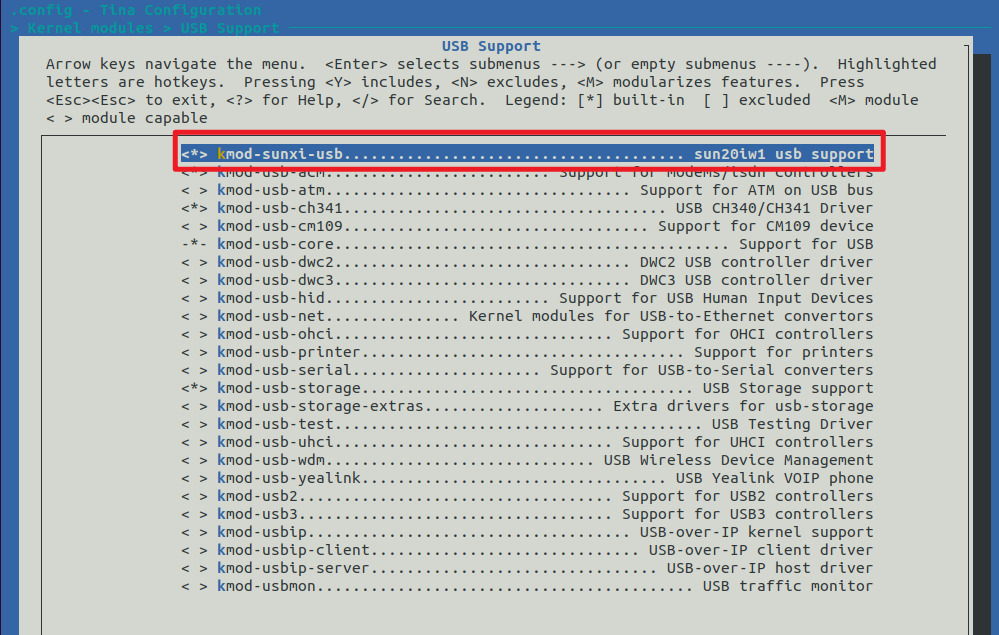 .config - Tina Configuration
> Kernel modules > USB Support
USB Support
Arrow keys navigate the menu.  <Enter> selects submenus ---> (or empty submenus ----).  Highlighted
letters are hotkeys.  Pressing <Y> includes, <N> excludes, <M> modularizes features.  Press
<Esc><Esc> to exit, <?> for Help, </> for Search.  Legend: [*] built-in  [ ] excluded  <M> module
< > module capable
<*> kmod-sunxi-usb...................................... sun20iw1 usb support
<*> kmod-usb-acm......................... Support for modems/isdn controllers
< > kmod-usb-atm.................................. Support for ATM on USB bus
<*> kmod-usb-ch341.................................... USB CH340/CH341 Driver
< > kmod-usb-cm109.................................. Support for CM109 device
-*- kmod-usb-core............................................ Support for USB
< > kmod-usb-dwc2................................. DWC2 USB controller driver
< > kmod-usb-dwc3................................. DWC3 USB controller driver
< > kmod-usb-hid......................... Support for USB Human Input Devices
< > kmod-usb-net............... Kernel modules for USB-to-Ethernet convertors
< > kmod-usb-ohci............................... Support for OHCI controllers
< > kmod-usb-printer.................................... Support for printers
< > kmod-usb-serial..................... Support for USB-to-Serial converters
<*> kmod-usb-storage..................................... USB Storage support
< > kmod-usb-storage-extras.................... Extra drivers for usb-storage
< > kmod-usb-test......................................... USB Testing Driver
< > kmod-usb-uhci............................... Support for UHCI controllers
< > kmod-usb-wdm.............................. USB Wireless Device Management
< > kmod-usb-yealink.................................. USB Yealink VOIP phone
< > kmod-usb2................................... Support for USB2 controllers
< > kmod-usb3................................... Support for USB3 controllers
< > kmod-usbip.................................... USB-over-IP kernel support
< > kmod-usbip-client.............................. USB-over-IP client driver
< > kmod-usbip-server................................ USB-over-IP host driver
< > kmod-usbmon.......................................... USB traffic monitor